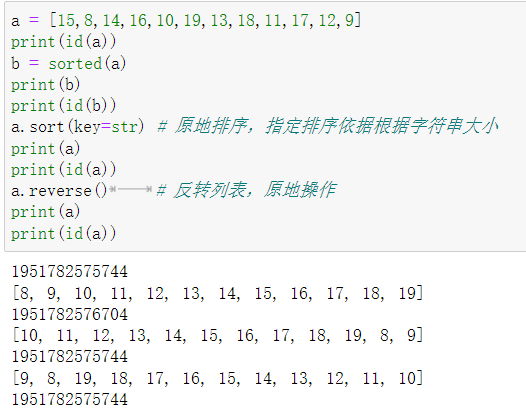 a = [15,8,14,16,10,19,13,18,11,17,12,9]
print(id(a))
b = sorted(a)
print(b)
print(id(b))
a.sort(key=str) # 原地排序，指定排序依据根据字符串大小
print(a)
print(id(a))
a.reverse() # 反转列表，原地操作
print(a)
print(id(a))
1951782575744
[8, 9, 10, 11, 12, 13, 14, 15, 16, 17, 18, 19]
1951782576704
[10, 11, 12, 13, 14, 15, 16, 17, 18, 19, 8, 9]
1951782575744
[9, 8, 19, 18, 17, 16, 15, 14, 13, 12, 11, 10]
1951782575744